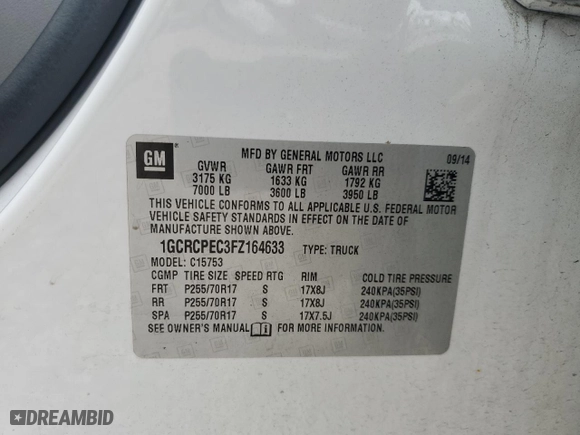 GM
MFD BY GENERAL MOTORS LLC
09/14
GVWR GAWR FRT GAWR RR
3175 KG 1633 KG 1792 KG
7000 LB 3600 LB 3950 LB
THIS VEHICLE CONFORMS TO ALL APPLICABLE U.S. FEDERAL MOTOR
VEHICLE SAFETY STANDARDS IN EFFECT ON THE DATE OF
MANUFACTURE SHOWN ABOVE.
1GCRCPEC3FZ164633 TYPE: TRUCK
MODEL: C15753
CGMP TIRE SIZE SPEED RTG RIM COLD TIRE PRESSURE
FRT P255/70R17 S 17X8J 240KPA(35PSI)
RR P255/70R17 S 17X8J 240KPA(35PSI)
SPA P255/70R17 S 17X7.5J 240KPA(35PSI)
SEE OWNER'S MANUAL FOR MORE INFORMATION.
DREAMBID